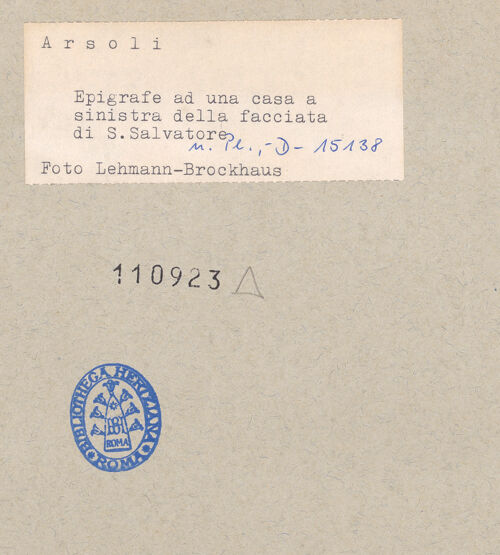 Arsoli
Epigrafe ad una casa a
sinistra della facciata
di S.Salvatore
n. Pl.,-D- 15138
Foto Lehmann-Brockhaus
110923
BIBLIOTHECA HERTZIANA
ROMA
ROMA